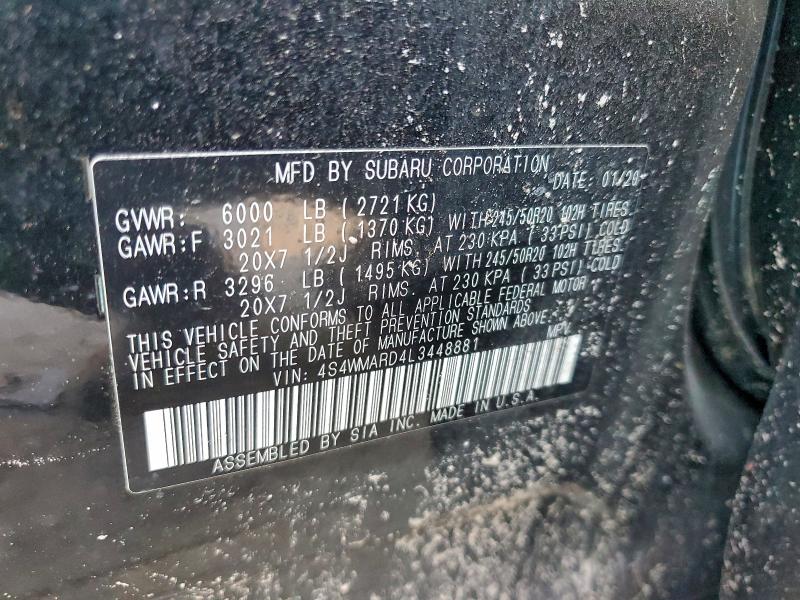 MFD BY SUBARU CORPORATION
DATE: 01/20
GVWR: 6000 LB ( 2721 KG)
GAWR:F 3021 LB ( 1370 KG) WITH 245/50R20 102H TIRES,
20X7 1/2J RIMS, AT 230 KPA ( 33 PSI) COLD
GAWR:R 3296 LB ( 1495 KG) WITH 245/50R20 102H TIRES,
20X7 1/2J RIMS, AT 230 KPA ( 33 PSI) COLD
THIS VEHICLE CONFORMS TO ALL APPLICABLE FEDERAL MOTOR
VEHICLE SAFETY AND THEFT PREVENTION STANDARDS
IN EFFECT ON THE DATE OF MANUFACTURE SHOWN ABOVE.
VIN: 4S4WMARD4L3448881
MPV
ASSEMBLED BY SIA INC. MADE IN U.S.A.